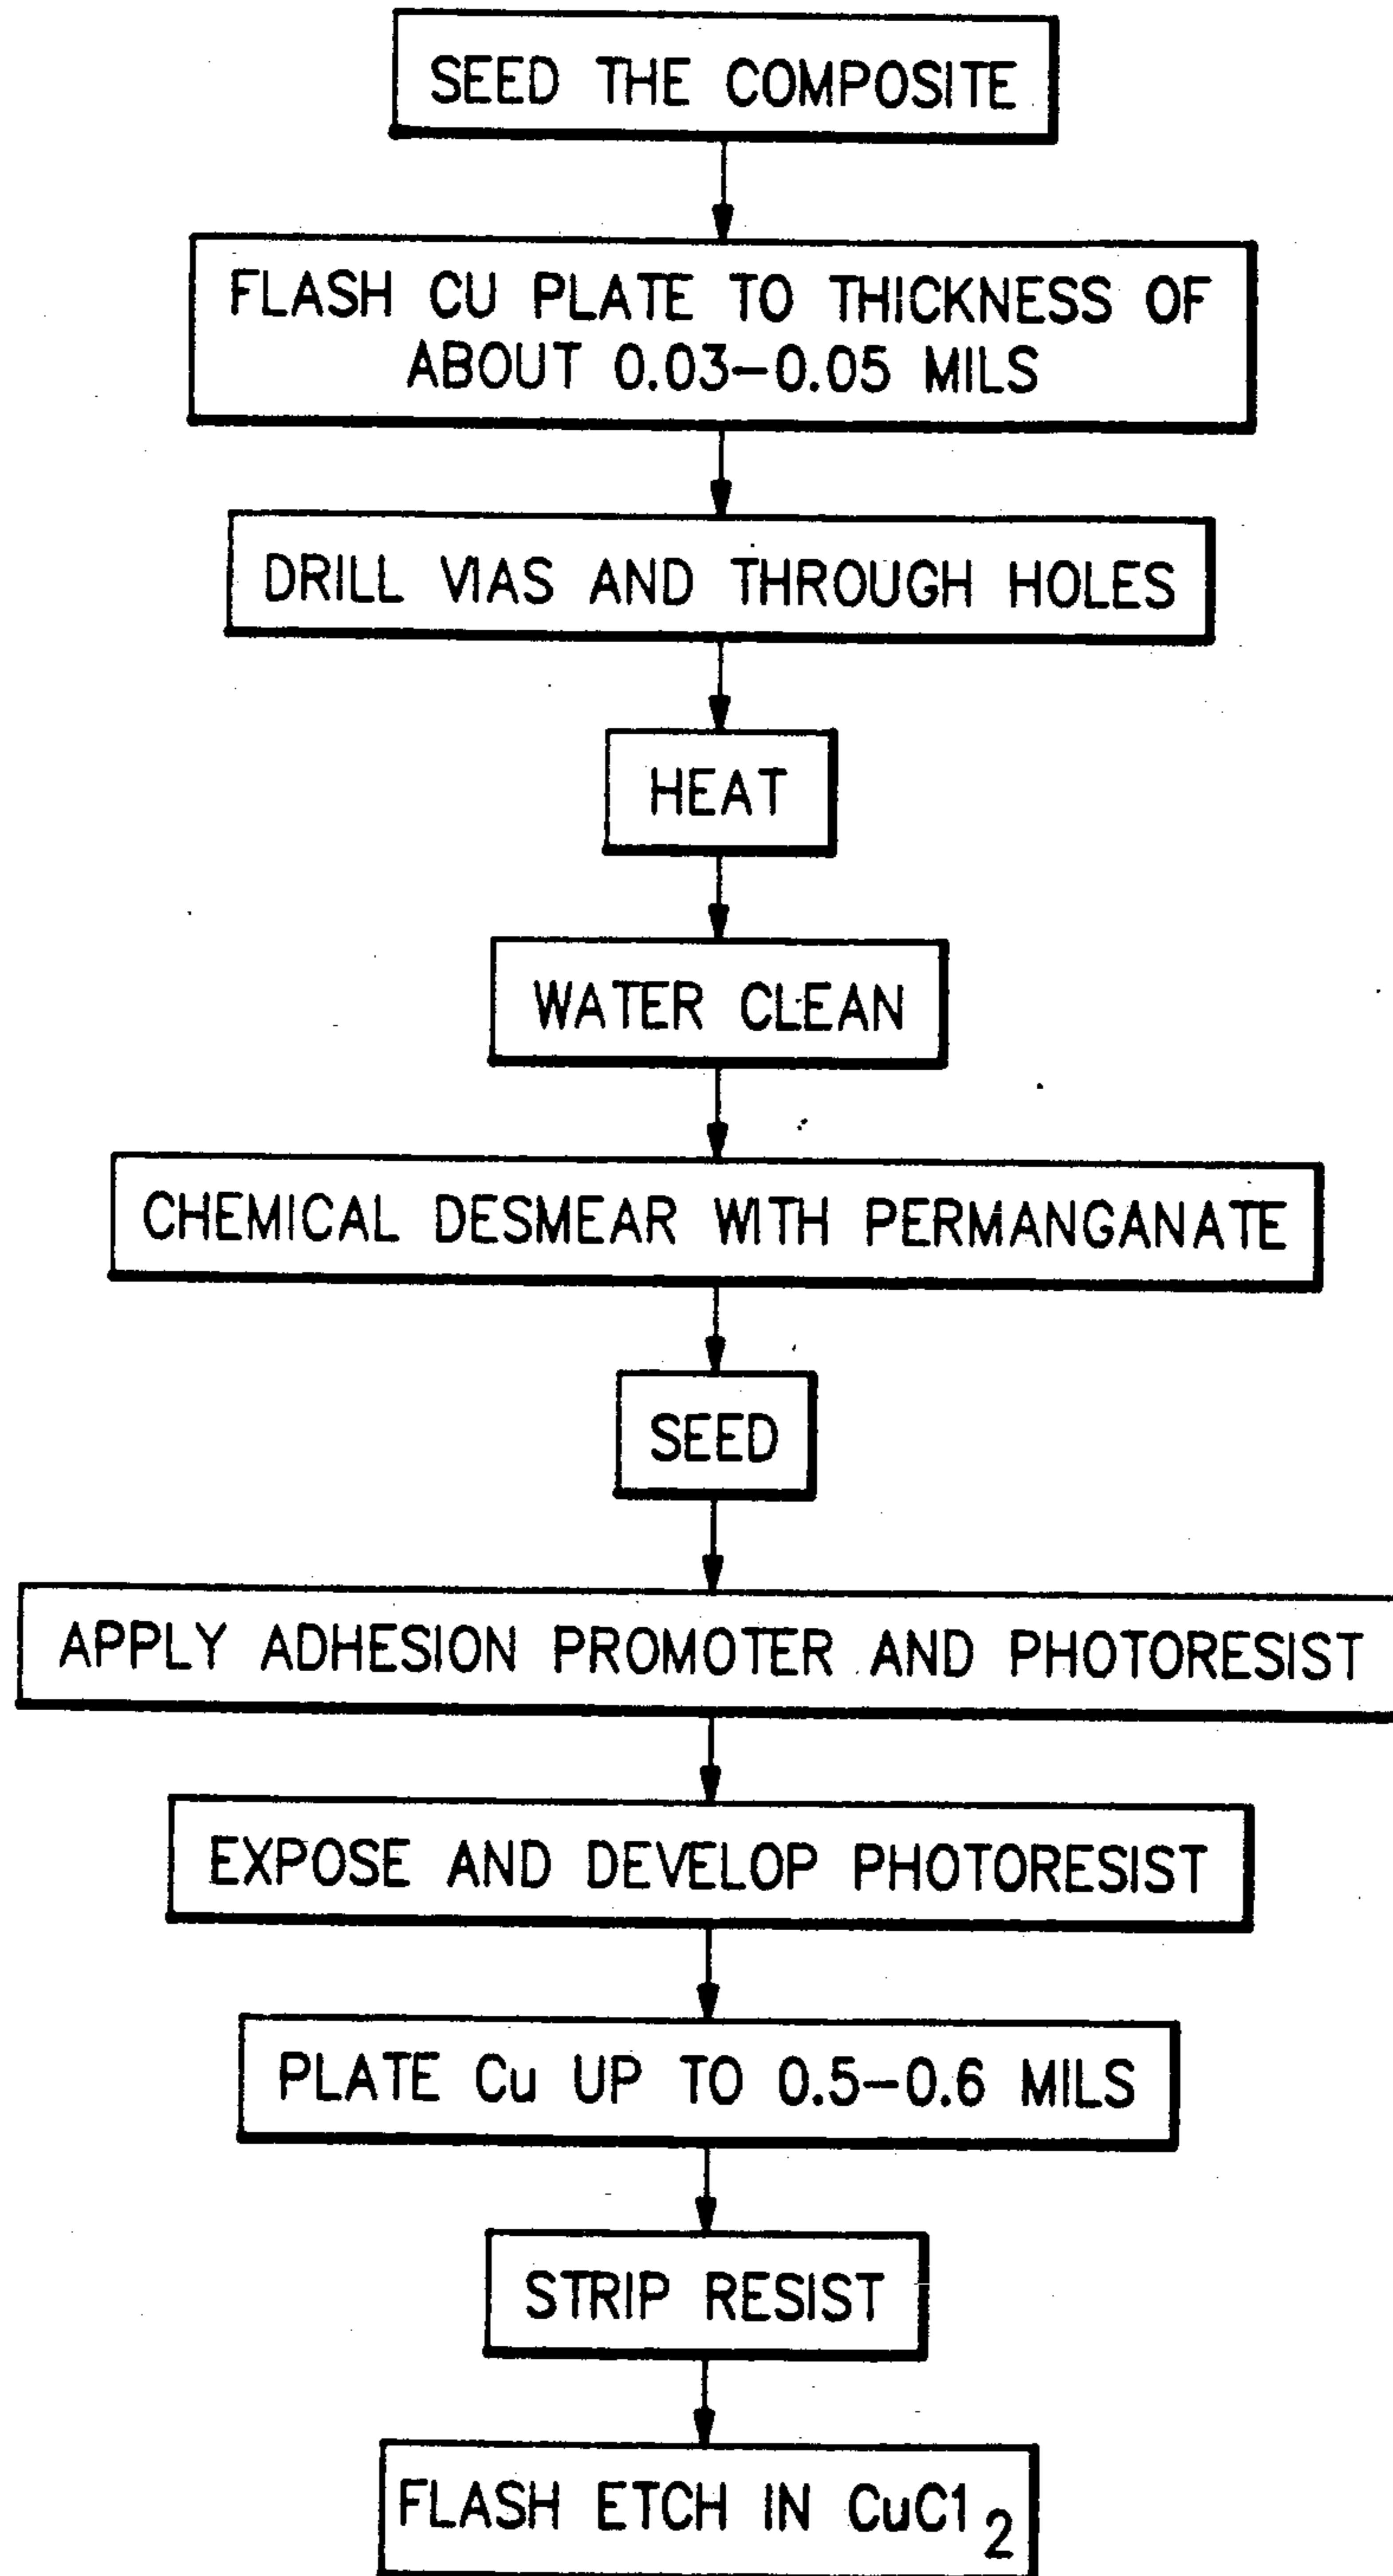 SEED THE COMPOSITE
FLASH CU PLATE TO THICKNESS OF
ABOUT 0.03-0.05 MILS
DRILL VIAS AND THROUGH HOLES
HEAT
WATER CLEAN
CHEMICAL DESMEAR WITH PERMANGANATE
SEED
APPLY ADHESION PROMOTER AND PHOTORESIST
EXPOSE AND DEVELOP PHOTORESIST
PLATE Cu UP TO 0.5-0.6 MILS
STRIP RESIST
FLASH ETCH IN CuC1₂